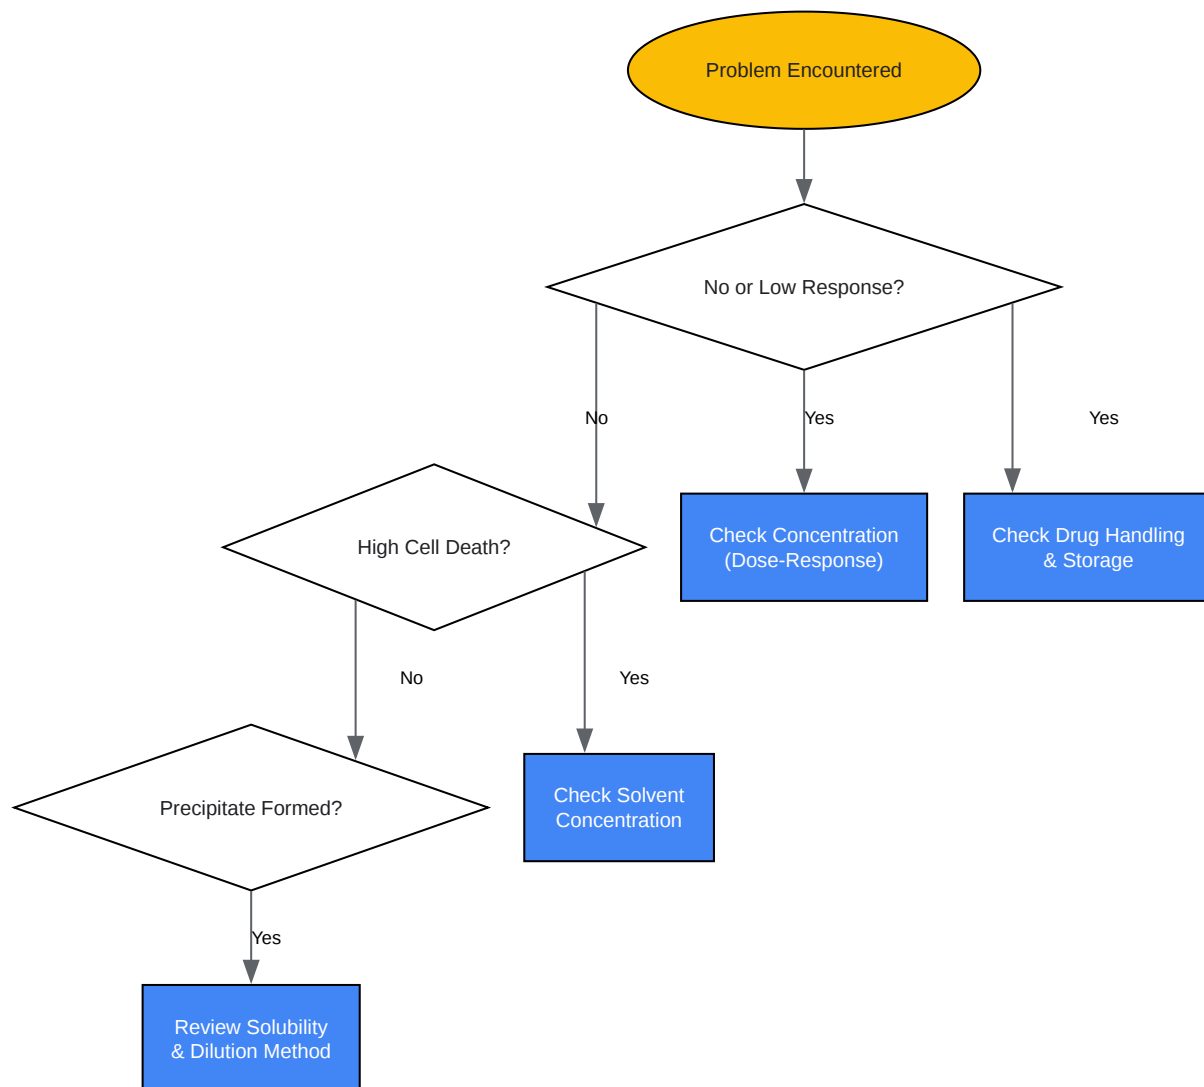 Problem Encountered
No or Low Response?
No
Yes
Yes
High Cell Death?
Check Concentration
(Dose-Response)
Check Drug Handling
& Storage
No
Yes
Precipitate Formed?
Check Solvent
Concentration
Yes
Review Solubility
& Dilution Method